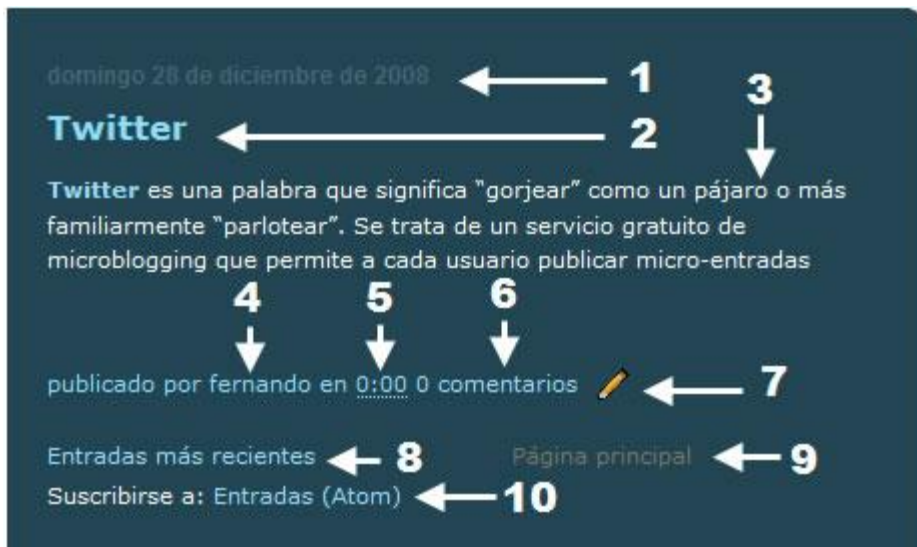 domingo 28 de diciembre de 2008 1
3
Twitter 2
Twitter es una palabra que significa “gorjear” como un pájaro o más
familiarmente “parlotear”. Se trata de un servicio gratuito de
microblogging que permite a cada usuario publicar micro-entradas
4 5 6
publicado por fernando en 0:00 0 comentarios 7
Entradas más recientes 8 Página principal 9
Suscribirse a: Entradas (Atom) 10